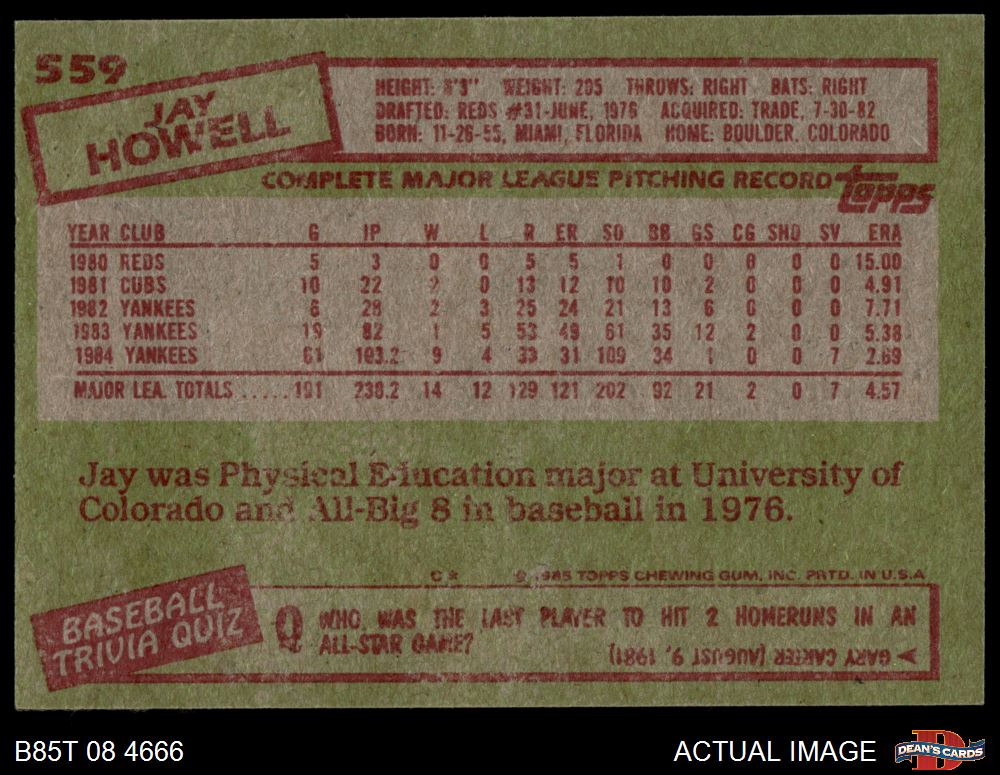 559
JAY
HOWELL
HEIGHT: 6'3" WEIGHT: 205 THROWS: RIGHT BATS: RIGHT
DRAFTED: REDS #31-JUNE, 1976 ACQUIRED: TRADE, 7-30-82
BORN: 11-26-55, MIAMI, FLORIDA HOME: BOULDER, COLORADO
COMPLETE MAJOR LEAGUE PITCHING RECORD
topps
YEAR CLUB G IP W L R ER SO BB GS CG SHO SV ERA
1980 REDS 5 3 0 0 5 5 1 0 0 0 0 0 15.00
1981 CUBS 10 22 2 0 13 12 10 10 2 0 0 0 4.91
1982 YANKEES 6 28 2 3 25 24 21 13 6 0 0 0 7.71
1983 YANKEES 19 82 1 5 53 49 61 35 12 2 0 0 5.38
1984 YANKEES 61 103.2 9 4 33 31 109 34 1 0 0 7 2.69
MAJOR LEA. TOTALS .....101 238.2 14 12 129 121 202 92 21 2 0 7 4.57
Jay was Physical Education major at University of
Colorado and All-Big 8 in baseball in 1976.
© 1985 TOPPS CHEWING GUM, INC. PRTD. IN U.S.A
BASEBALL
TRIVIA QUIZ
Q WHO WAS THE LAST PLAYER TO HIT 2 HOMERUNS IN AN
ALL-STAR GAME?
GARY CARTER (AUGUST 9, 1981)
B85T 08 4666
ACTUAL IMAGE
DEAN'S CARDS